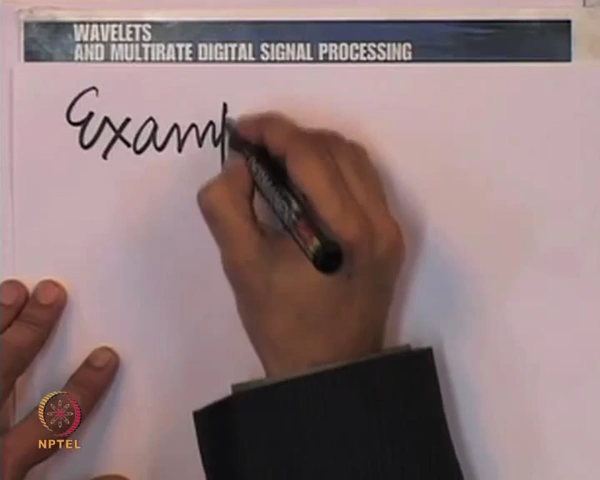 WAVELETS
AND MULTIRATE DIGITAL SIGNAL PROCESSING
Examp
NPTEL